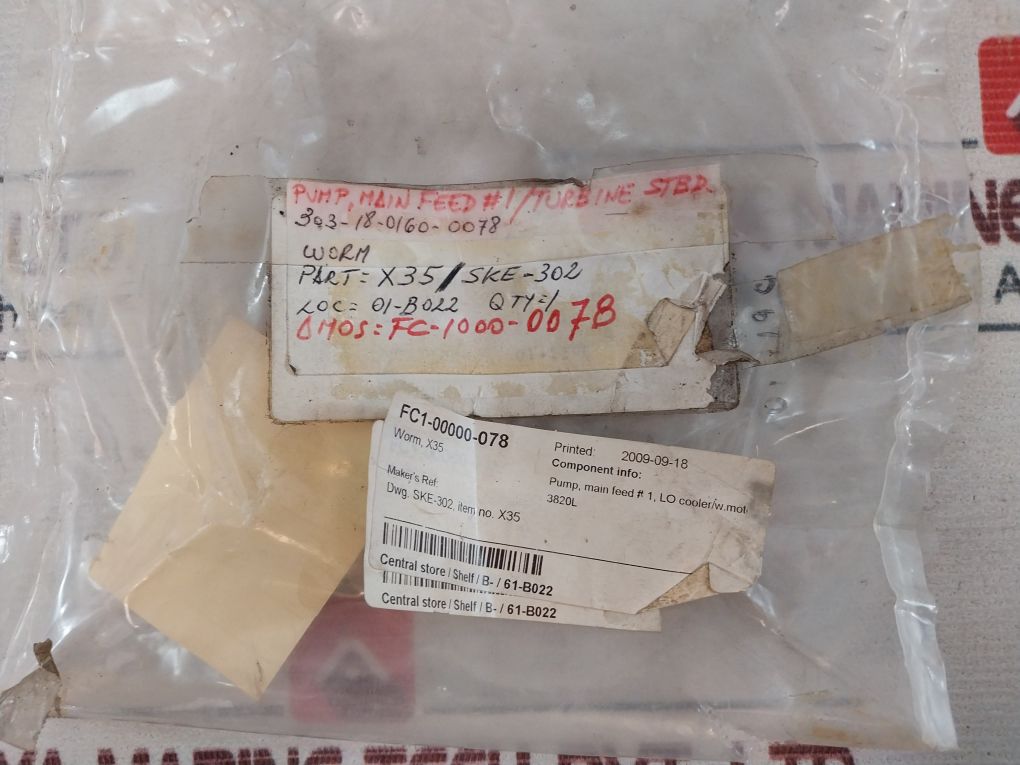 PUMP, MAIN FEED #1/TURBINE STBD
303-18-0160-0078
WORM
PART= X35/SKE-302
LOC= 01-B022 QTY=1
AMOS=FC-1000-0078
FC1-00000-078
Worm, X35
Printed: 2009-09-18
Component info:
Maker's Ref:
Pump, main feed # 1, LO cooler/w.mot
Dwg. SKE-302, item no. X35
3820L
Central store / Shelf / B- / 61-B022
Central store / Shelf / B- / 61-B022